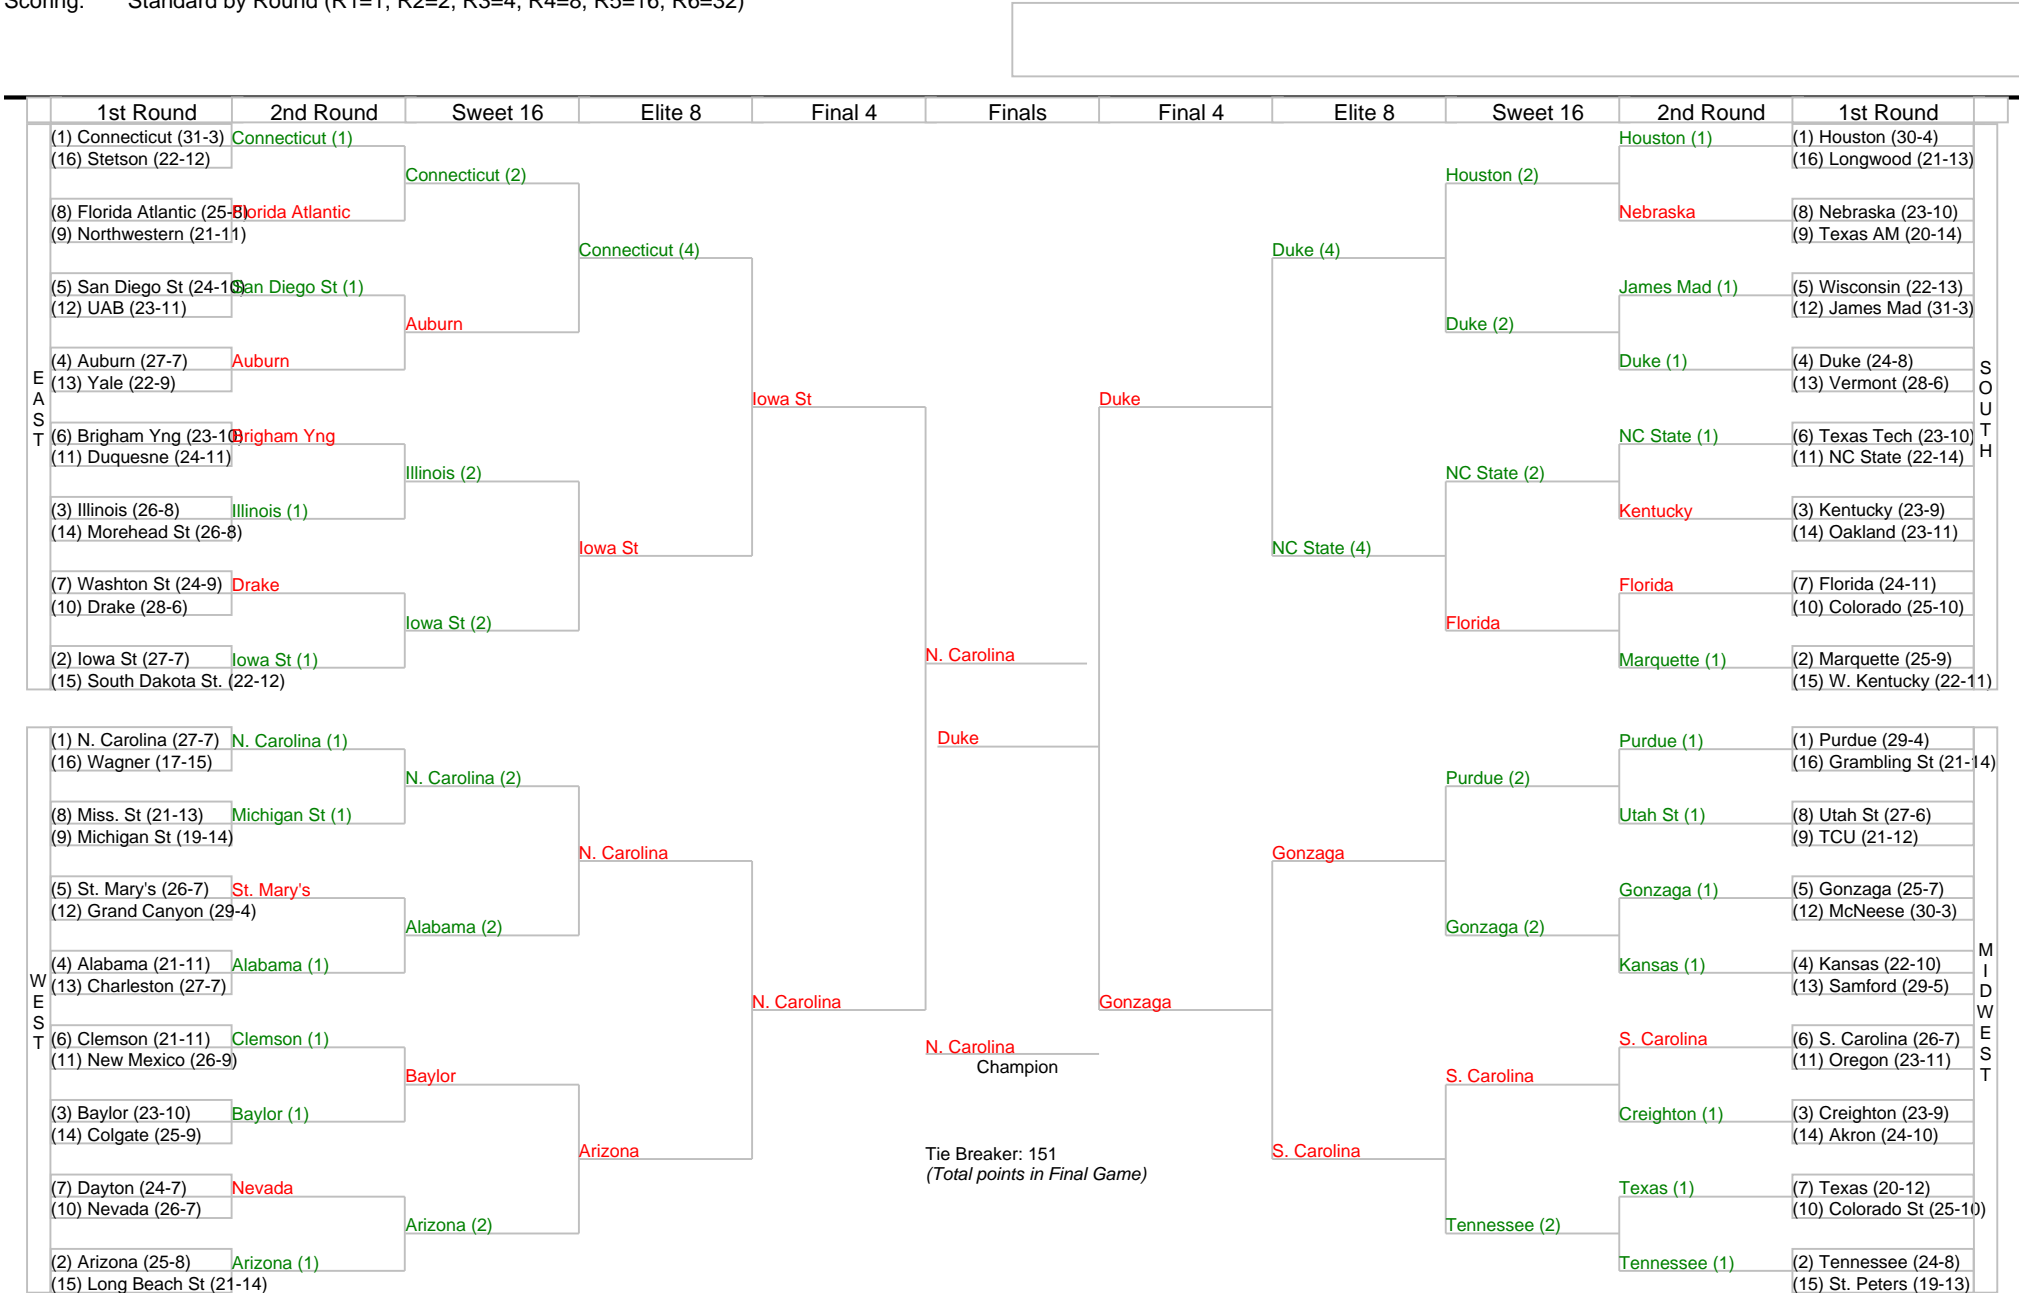 Scoring: Standard by Round (R1=1, R2=2, R3=4, R4=8, R5=16, R6=32)
1st Round 2nd Round Sweet 16 Elite 8 Final 4 Finals Final 4 Elite 8 Sweet 16 2nd Round 1st Round
(1) Connecticut (31-3) Connecticut (1) Houston (1) (1) Houston (30-4)
(16) Stetson (22-12) (16) Longwood (21-13)
Connecticut (2) Houston (2)
(8) Florida Atlantic (25-8) Florida Atlantic Nebraska (8) Nebraska (23-10)
(9) Northwestern (21-11) (9) Texas AM (20-14)
Connecticut (4) Duke (4)
(5) San Diego St (24-10) San Diego St (1) James Mad (1) (5) Wisconsin (22-13)
(12) UAB (23-11) (12) James Mad (31-3)
Auburn Duke (2)
(4) Auburn (27-7) Auburn Duke (1) (4) Duke (24-8)
(13) Yale (22-9) (13) Vermont (28-6)
EAST SOUTH
Iowa St Duke
(6) Brigham Yng (23-10) Brigham Yng NC State (1) (6) Texas Tech (23-10)
(11) Duquesne (24-11) (11) NC State (22-14)
Illinois (2) NC State (2)
(3) Illinois (26-8) Illinois (1) Kentucky (3) Kentucky (23-9)
(14) Morehead St (26-8) (14) Oakland (23-11)
Iowa St NC State (4)
(7) Washton St (24-9) Drake Florida (7) Florida (24-11)
(10) Drake (28-6) (10) Colorado (25-10)
Iowa St (2) Florida
(2) Iowa St (27-7) Iowa St (1) N. Carolina Marquette (1) (2) Marquette (25-9)
(15) South Dakota St. (22-12) (15) W. Kentucky (22-11)
(1) N. Carolina (27-7) N. Carolina (1) Duke Purdue (1) (1) Purdue (29-4)
(16) Wagner (17-15) (16) Grambling St (21-14)
N. Carolina (2) Purdue (2)
(8) Miss. St (21-13) Michigan St (1) Utah St (1) (8) Utah St (27-6)
(9) Michigan St (19-14) (9) TCU (21-12)
N. Carolina Gonzaga
(5) St. Mary's (26-7) St. Mary's Gonzaga (1) (5) Gonzaga (25-7)
(12) Grand Canyon (29-4) (12) McNeese (30-3)
Alabama (2) Gonzaga (2)
(4) Alabama (21-11) Alabama (1) Kansas (1) (4) Kansas (22-10)
(13) Charleston (27-7) (13) Samford (29-5)
WEST MIDWEST
N. Carolina Gonzaga
(6) Clemson (21-11) Clemson (1) N. Carolina S. Carolina (6) S. Carolina (26-7)
(11) New Mexico (26-9) Champion (11) Oregon (23-11)
Baylor S. Carolina
(3) Baylor (23-10) Baylor (1) Creighton (1) (3) Creighton (23-9)
(14) Colgate (25-9) (14) Akron (24-10)
Arizona Tie Breaker: 151 S. Carolina
(Total points in Final Game)
(7) Dayton (24-7) Nevada Texas (1) (7) Texas (20-12)
(10) Nevada (26-7) (10) Colorado St (25-10)
Arizona (2) Tennessee (2)
(2) Arizona (25-8) Arizona (1) Tennessee (1) (2) Tennessee (24-8)
(15) Long Beach St (21-14) (15) St. Peters (19-13)